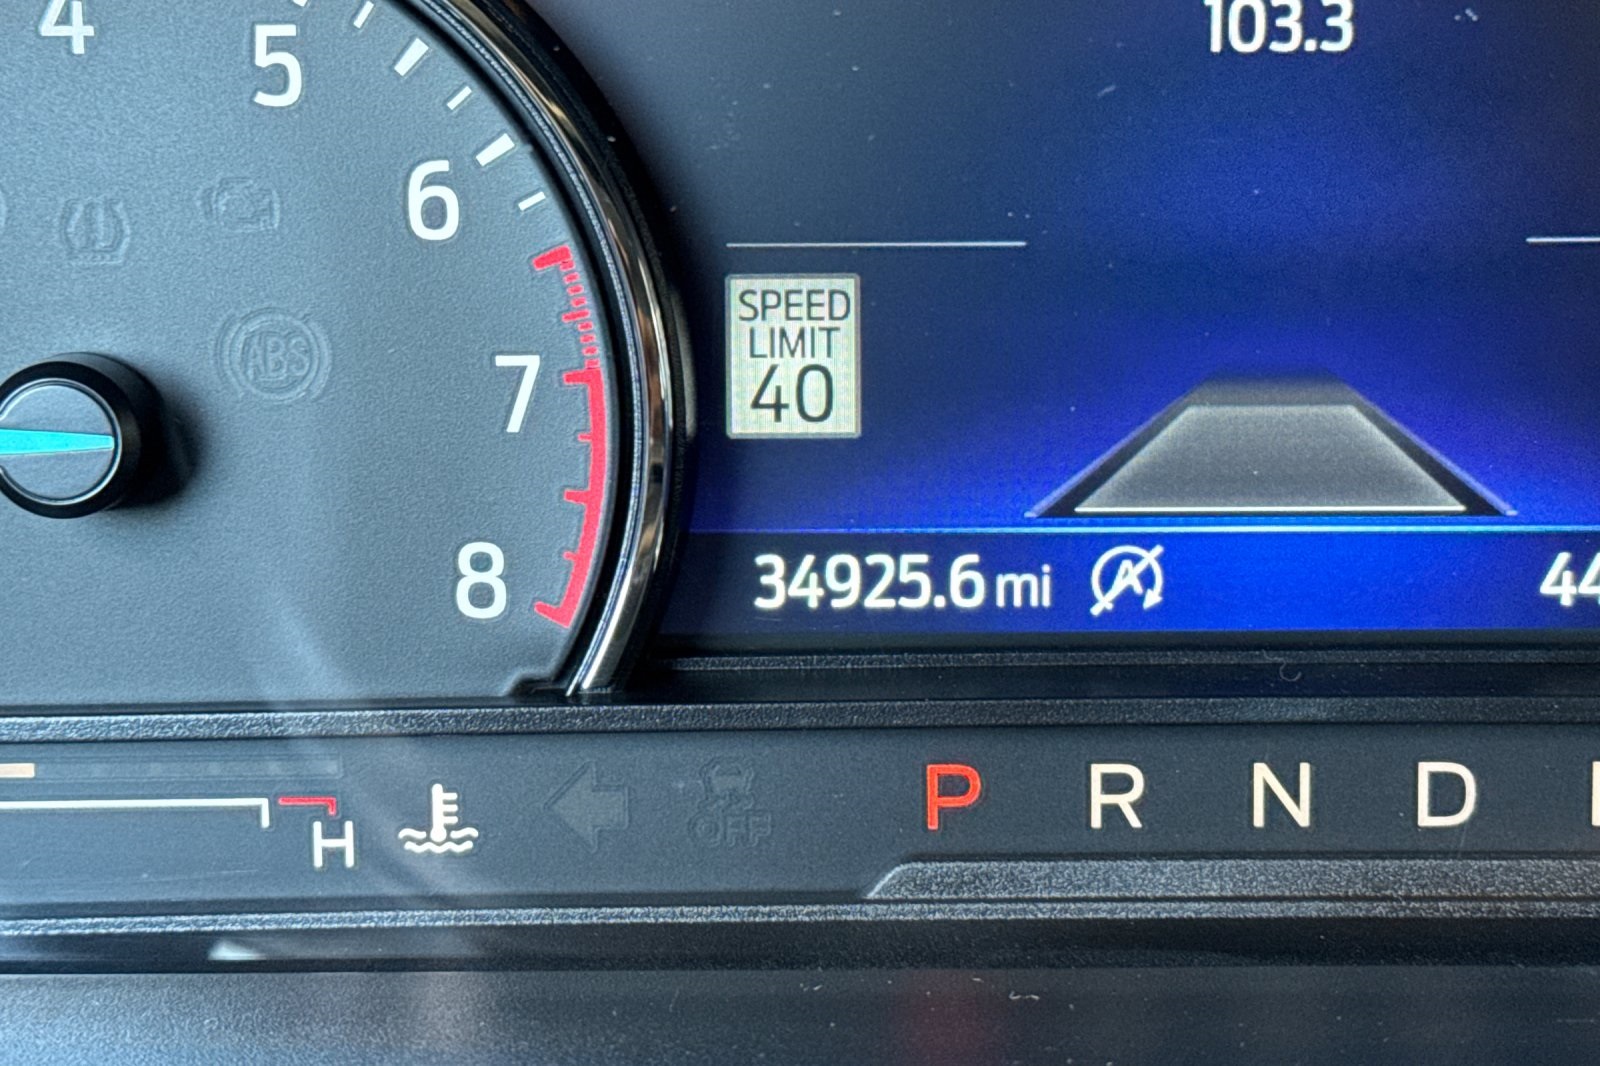 4
5
6
7
8
103.3
SPEED
LIMIT
40
34925.6 mi
A
44
ABS
H
OFF
P R N D